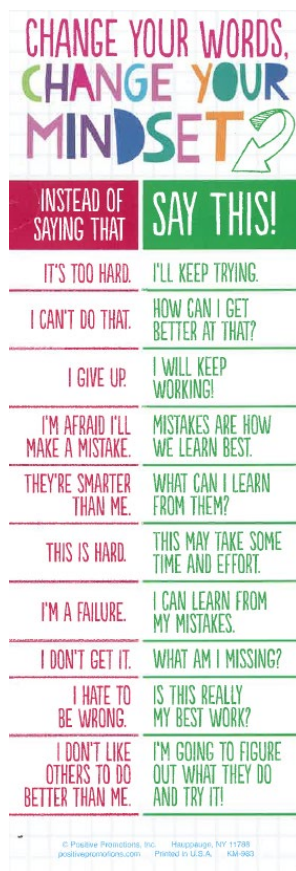 CHANGE YOUR WORDS,
CHANGE YOUR
MINDSET
INSTEAD OF
SAYING THAT
SAY THIS!
IT'S TOO HARD.
I'LL KEEP TRYING.
I CAN'T DO THAT.
HOW CAN I GET
BETTER AT THAT?
I GIVE UP.
I WILL KEEP
WORKING!
I'M AFRAID I'LL
MAKE A MISTAKE.
MISTAKES ARE HOW
WE LEARN BEST.
THEY'RE SMARTER
THAN ME.
WHAT CAN I LEARN
FROM THEM?
THIS IS HARD.
THIS MAY TAKE SOME
TIME AND EFFORT.
I'M A FAILURE.
I CAN LEARN FROM
MY MISTAKES.
I DON'T GET IT.
WHAT AM I MISSING?
I HATE TO
BE WRONG.
IS THIS REALLY
MY BEST WORK?
I DON'T LIKE
OTHERS TO DO
BETTER THAN ME.
I'M GOING TO FIGURE
OUT WHAT THEY DO
AND TRY IT!
© Positive Promotions, Inc. Hauppauge, NY 11788
positivepromotions.com Printed in U.S.A. KM-983